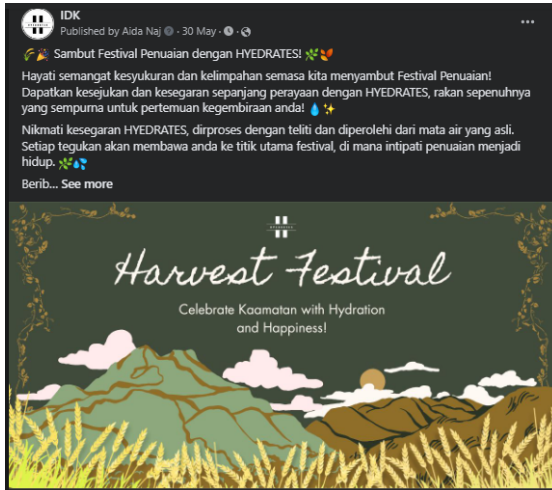 IDK
Published by Aida Naj · 30 May ·
Sambut Festival Penuaian dengan HYEDRATES!
Hayati semangat kesyukuran dan kelimpahan semasa kita menyambut Festival Penuaian!
Dapatkan kesejukan dan kesegaran sepanjang perayaan dengan HYEDRATES, rakan sepenuhnya
yang sempurna untuk pertemuan kegembiraan anda!
Nikmati kesegaran HYEDRATES, dirproses dengan teliti dan diperolehi dari mata air yang asli.
Setiap tegukan akan membawa anda ke titik utama festival, di mana intipati penuaian menjadi
hidup.
Berib... See more
Harvest Festival
Celebrate Kaamatan with Hydration
and Happiness!